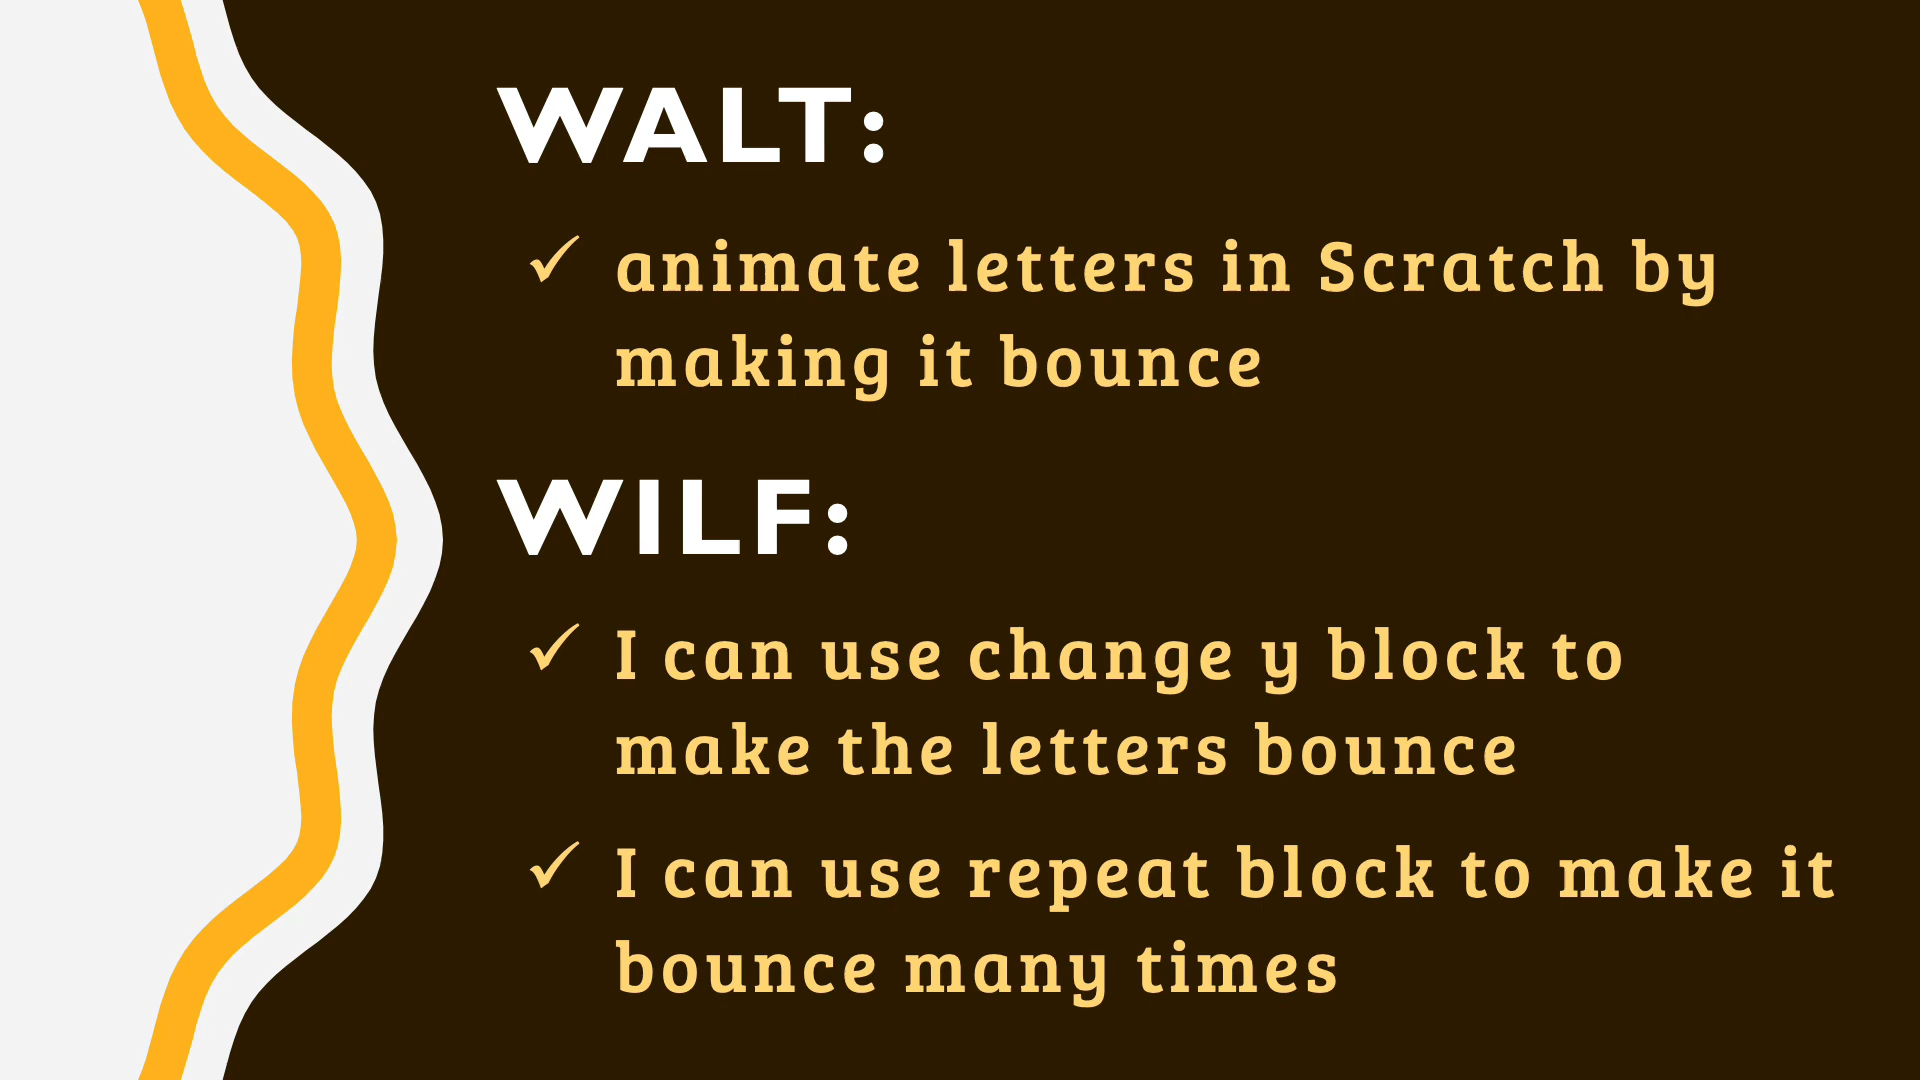 WALT:
✓ animate letters in Scratch by
making it bounce
WILF:
✓ I can use change y block to
make the letters bounce
✓ I can use repeat block to make it
bounce many times